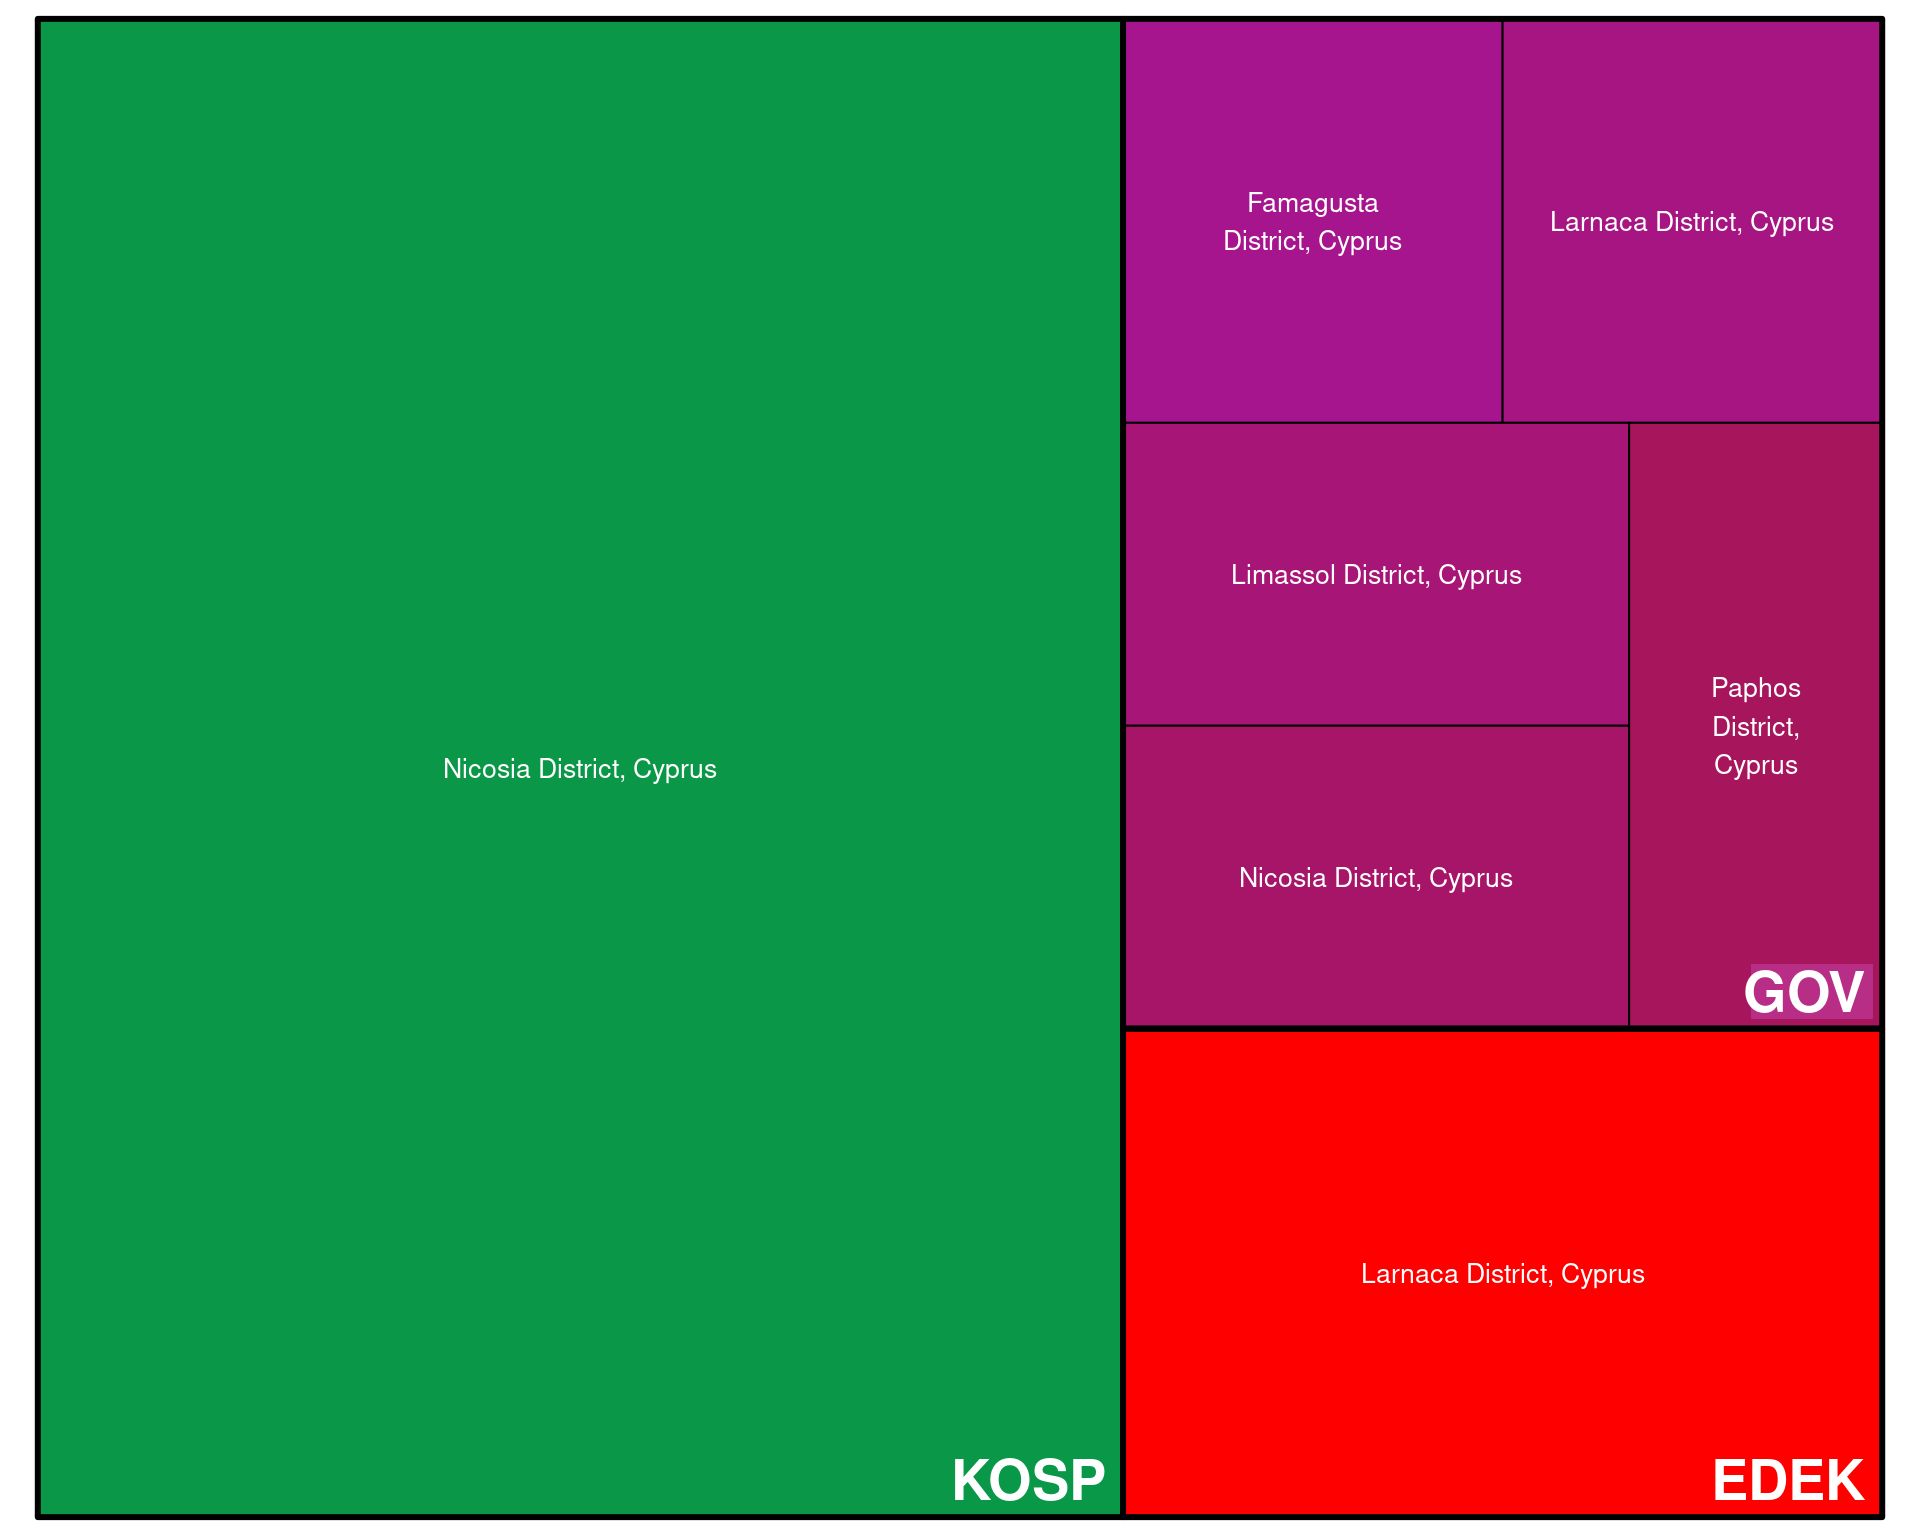 Nicosia District, Cyprus
KOSP
Famagusta
District, Cyprus
Larnaca District, Cyprus
Limassol District, Cyprus
Paphos
District,
Cyprus
Nicosia District, Cyprus
GOV
Larnaca District, Cyprus
EDEK